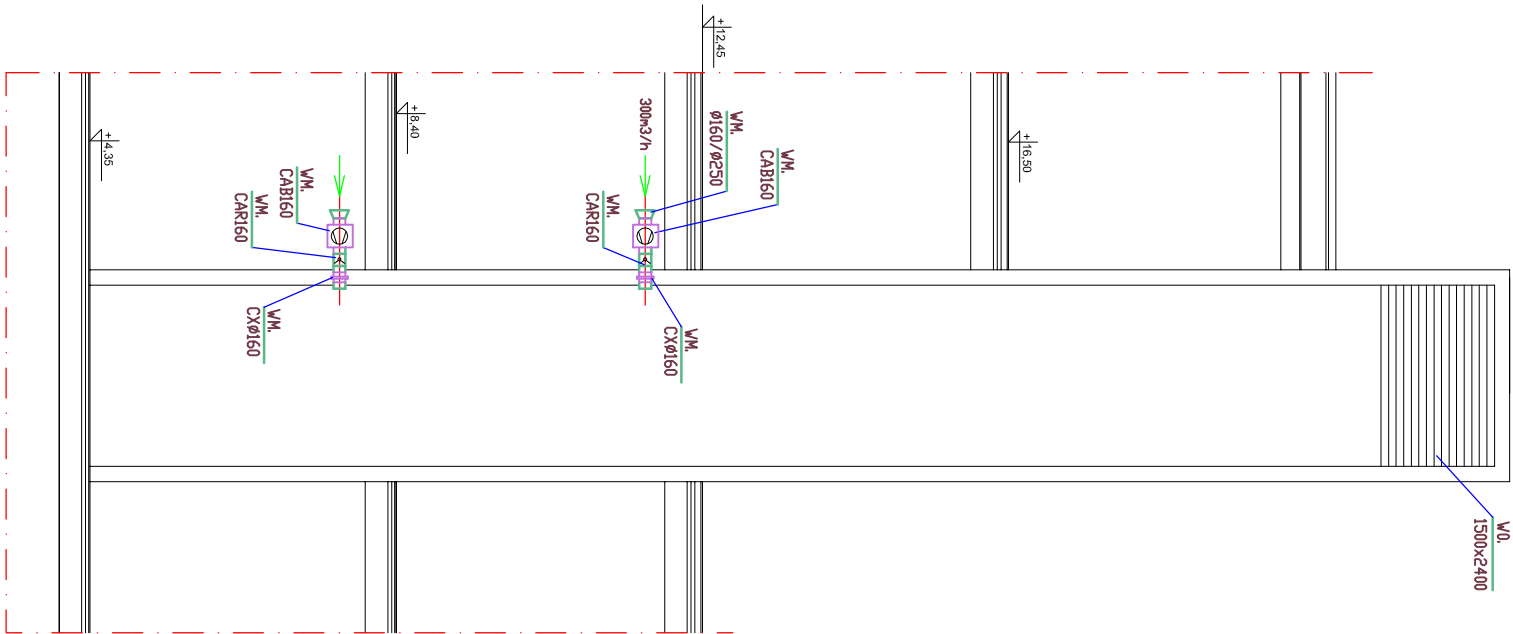 +12,45
+8,40
+4,35
+16,50
300m3/h
WM.
Ø160/Ø250
WM.
CAB160
WM.
CAB160
WM.
CAR160
WM.
CAR160
WM.
CXØ160
WM.
CXØ160
WO.
1500x2400